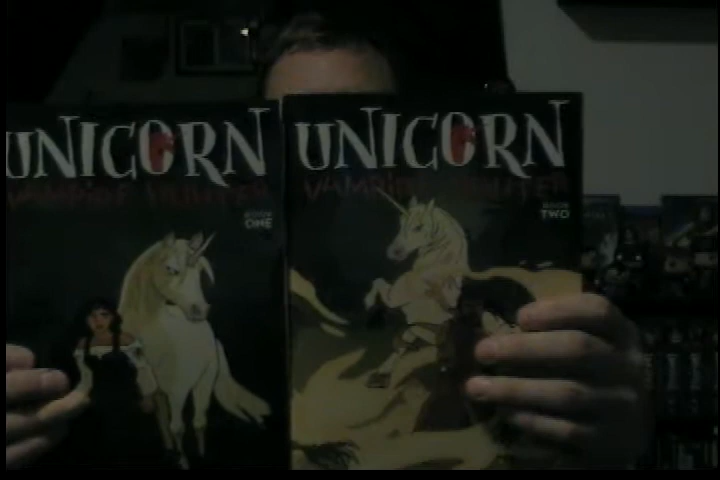 UNICORN
VAMPIRE HUNTER
BOOK
ONE
UNICORN
VAMPIRE HUNTER
BOOK
TWO